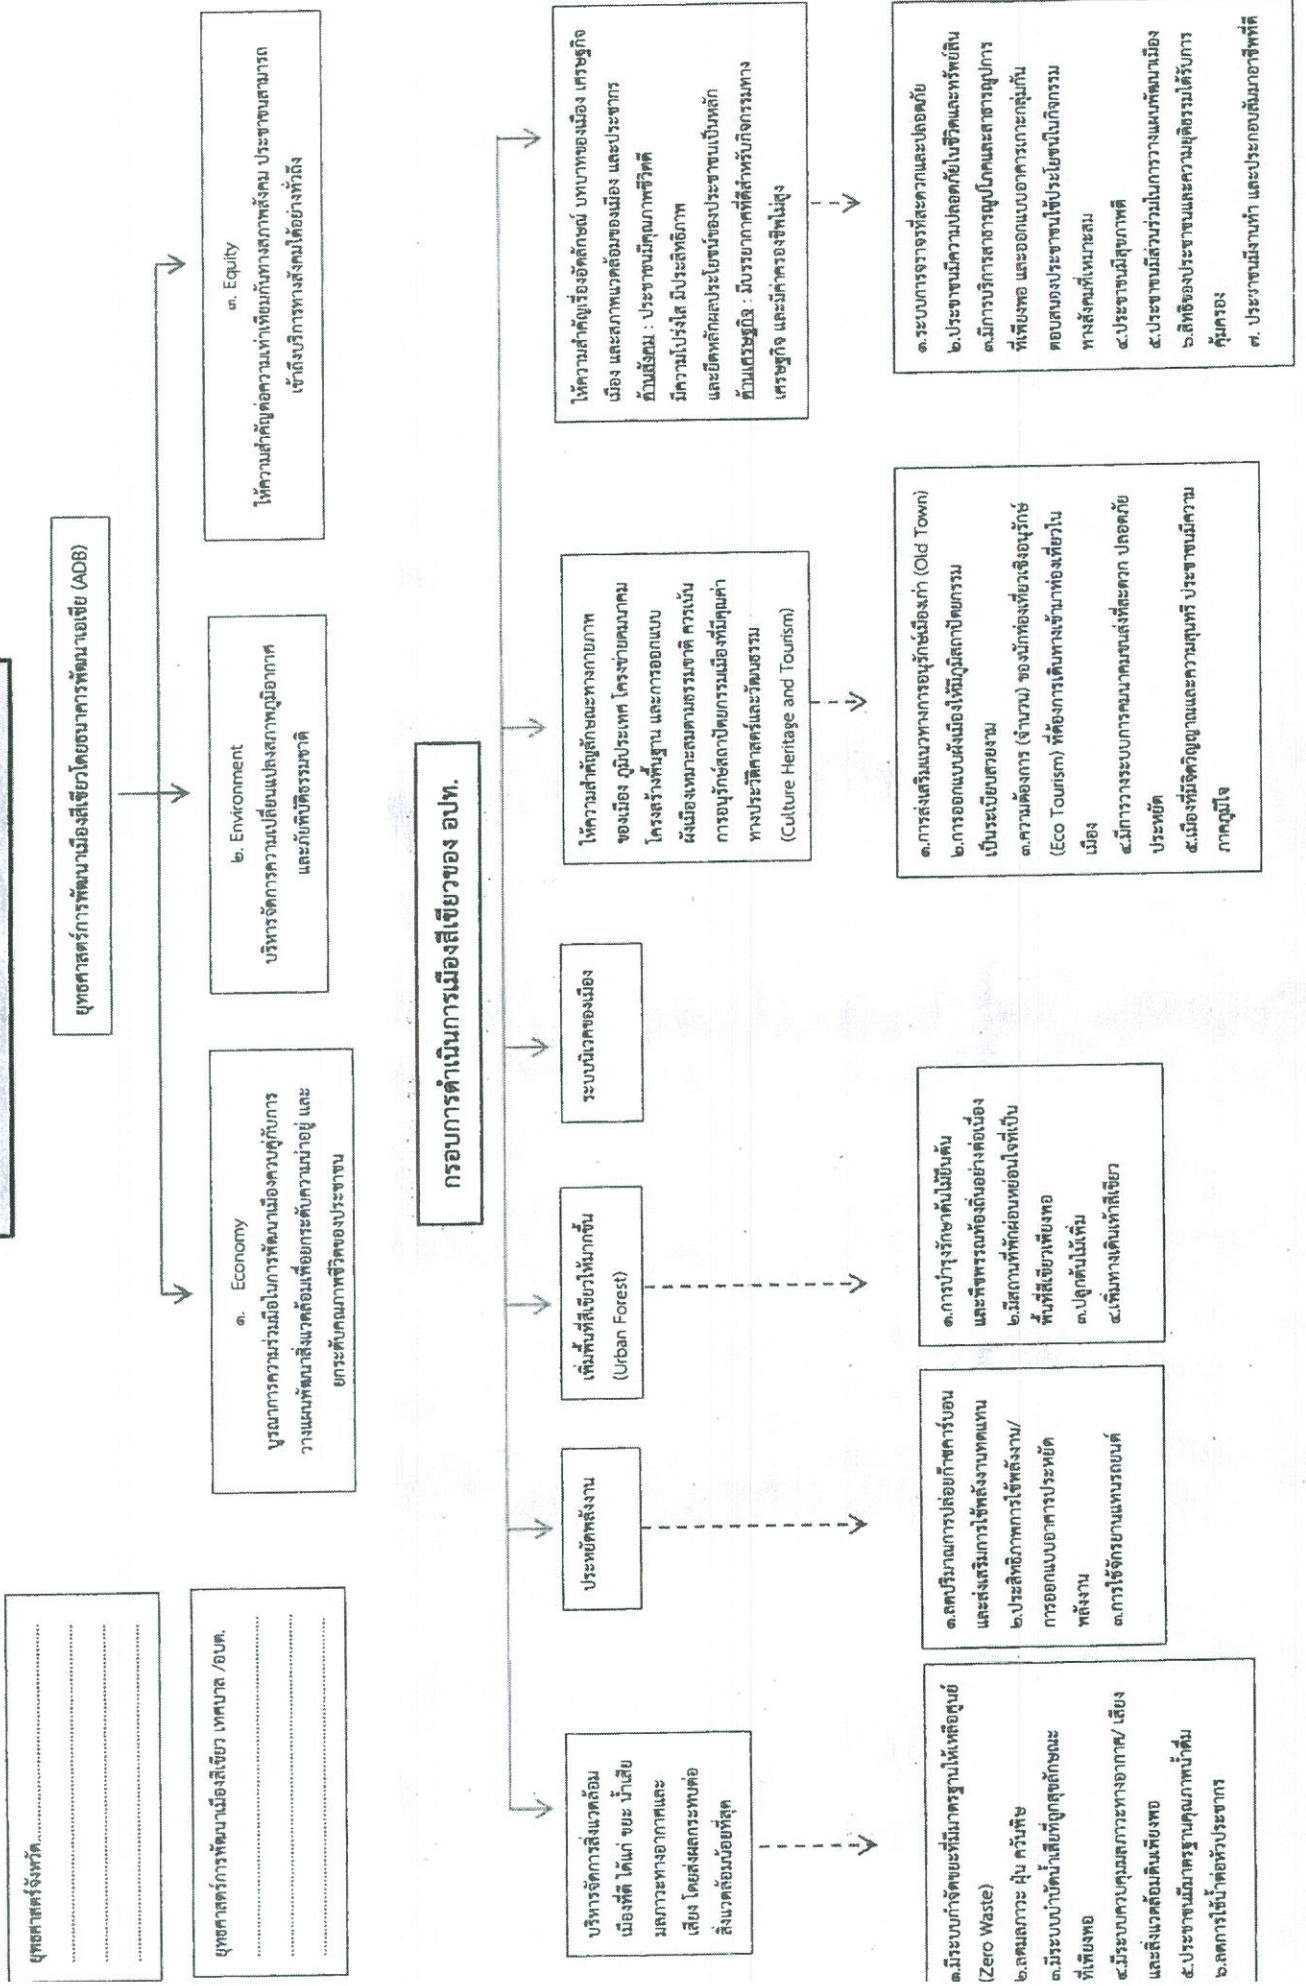 ยุทธศาสตร์จังหวัด
ยุทธศาสตร์การพัฒนาเมืองสีเขียว เทศบาล /อบต.
ยุทธศาสตร์การพัฒนาเมืองสีเขียวโดยธนาคารพัฒนาเอเชีย (ADB)
๑. Economy
บูรณาการความร่วมมือในการพัฒนาเมืองควบคู่กับการ
วางแผนพัฒนาสิ่งแวดล้อมเพื่อยกระดับความน่าอยู่ และ
ยกระดับคุณภาพชีวิตของประชาชน
๒. Environment
บริหารจัดการความเปลี่ยนแปลงสภาพภูมิอากาศ
และภัยพิบัติธรรมชาติ
๓. Equity
ให้ความสำคัญต่อความเท่าเทียมกันทางสภาพสังคม ประชาชนสามารถ
เข้าถึงบริการทางสังคมได้อย่างทั่วถึง
กรอบการดำเนินการเมืองสีเขียวของ อปท.
บริหารจัดการสิ่งแวดล้อม
เมืองที่ดี ได้แก่ ขยะ น้ำเสีย
มลภาวะทางอากาศและ
เสียง โดยส่งผลกระทบต่อ
สิ่งแวดล้อมน้อยที่สุด
ประหยัดพลังงาน
เพิ่มพื้นที่สีเขียวให้มากขึ้น
(Urban Forest)
ระบบนิเวคของเมือง
ให้ความสำคัญลักษณะทางกายภาพ
ของเมือง ภูมิประเทศ โครงข่ายคมนาคม
โครงสร้างพื้นฐาน และการออกแบบ
ผังเมืองเหมาะสมตามธรรมชาติ ควรเน้น
การอนุรักษ์สถาปัตยกรรมเมืองที่มีคุณค่า
ทางประวัติศาสตร์และวัฒนธรรม
(Culture Heritage and Tourism)
ให้ความสำคัญเรื่องอัตลักษณ์ บทบาทของเมือง เศรษฐกิจ
เมือง และสภาพแวดล้อมของเมือง และประชากร
ด้านสังคม : ประชาชนมีคุณภาพชีวิตดี
มีความโปร่งใส มีประสิทธิภาพ
และยึดหลักผลประโยชน์ของประชาชนเป็นหลัก
ด้านเศรษฐกิจ : มีบรรยากาศที่ดีสำหรับกิจกรรมทาง
เศรษฐกิจ และมีค่าครองชีพไม่สูง
๑.มีระบบกำจัดขยะที่มีมาตรฐานให้เหลือศูนย์
(Zero Waste)
๒.ลดมลภาวะ ฝุ่น ควันพิษ
๓.มีระบบบำบัดน้ำเสียที่ถูกสุขลักษณะ
ที่เพียงพอ
๔.มีระบบควบคุมมลภาวะทางอากาศ/ เสียง
และสิ่งแวดล้อมดินเพียงพอ
๕.ประชาชนมีมาตรฐานคุณภาพน้ำดื่ม
๖.ลดการใช้น้ำต่อหัวประชากร
๑.ลดปริมาณการปล่อยก๊าซคาร์บอน
และส่งเสริมการใช้พลังงานทดแทน
๒.ประสิทธิภาพการใช้พลังงาน/
การออกแบบอาคารประหยัด
พลังงาน
๓.การใช้จักรยานแทนรถยนต์
๑.การบำรุงรักษาต้นไม้ยืนต้น
และพืชพรรณท้องถิ่นอย่างต่อเนื่อง
๒.มีสถานที่พักผ่อนหย่อนใจที่เป็น
พื้นที่สีเขียวเพียงพอ
๓.ปลูกต้นไม้เพิ่ม
๔.เพิ่มทางเดินเท้าสีเขียว
๑.การส่งเสริมแนวทางการอนุรักษ์เมืองเก่า (Old Town)
๒.การออกแบบผังเมืองให้มีภูมิสถาปัตยกรรม
เป็นระเบียบสวยงาม
๓.ความต้องการ (จำนวน) ของนักท่องเที่ยวเชิงอนุรักษ์
(Eco Tourism) ที่ต้องการเดินทางเข้ามาท่องเที่ยวใน
เมือง
๔.มีการวางระบบการคมนาคมขนส่งที่สะดวก ปลอดภัย
ประหยัด
๕.เมืองที่มีจิตวิญญาณและความสุนทรี ประชาชนมีความ
ภาคภูมิใจ
๑.ระบบการจราจรที่สะดวกและปลอดภัย
๒.ประชาชนมีความปลอดภัยในชีวิตและทรัพย์สิน
๓.มีการบริการสาธารณูปโภคและสาธารณูปการ
ที่เพียงพอ และออกแบบอาคารเกาะกลุ่มกัน
ตอบสนองประชาชนใช้ประโยชน์ในกิจกรรม
ทางสังคมที่เหมาะสม
๔.ประชาชนมีสุขภาพดี
๕.ประชาชนมีส่วนร่วมในการวางแผนพัฒนาเมือง
๖.สิทธิของประชาชนและความยุติธรรมได้รับการ
คุ้มครอง
๗. ประชาชนมีงานทำ และประกอบสัมมาอาชีพที่ดี